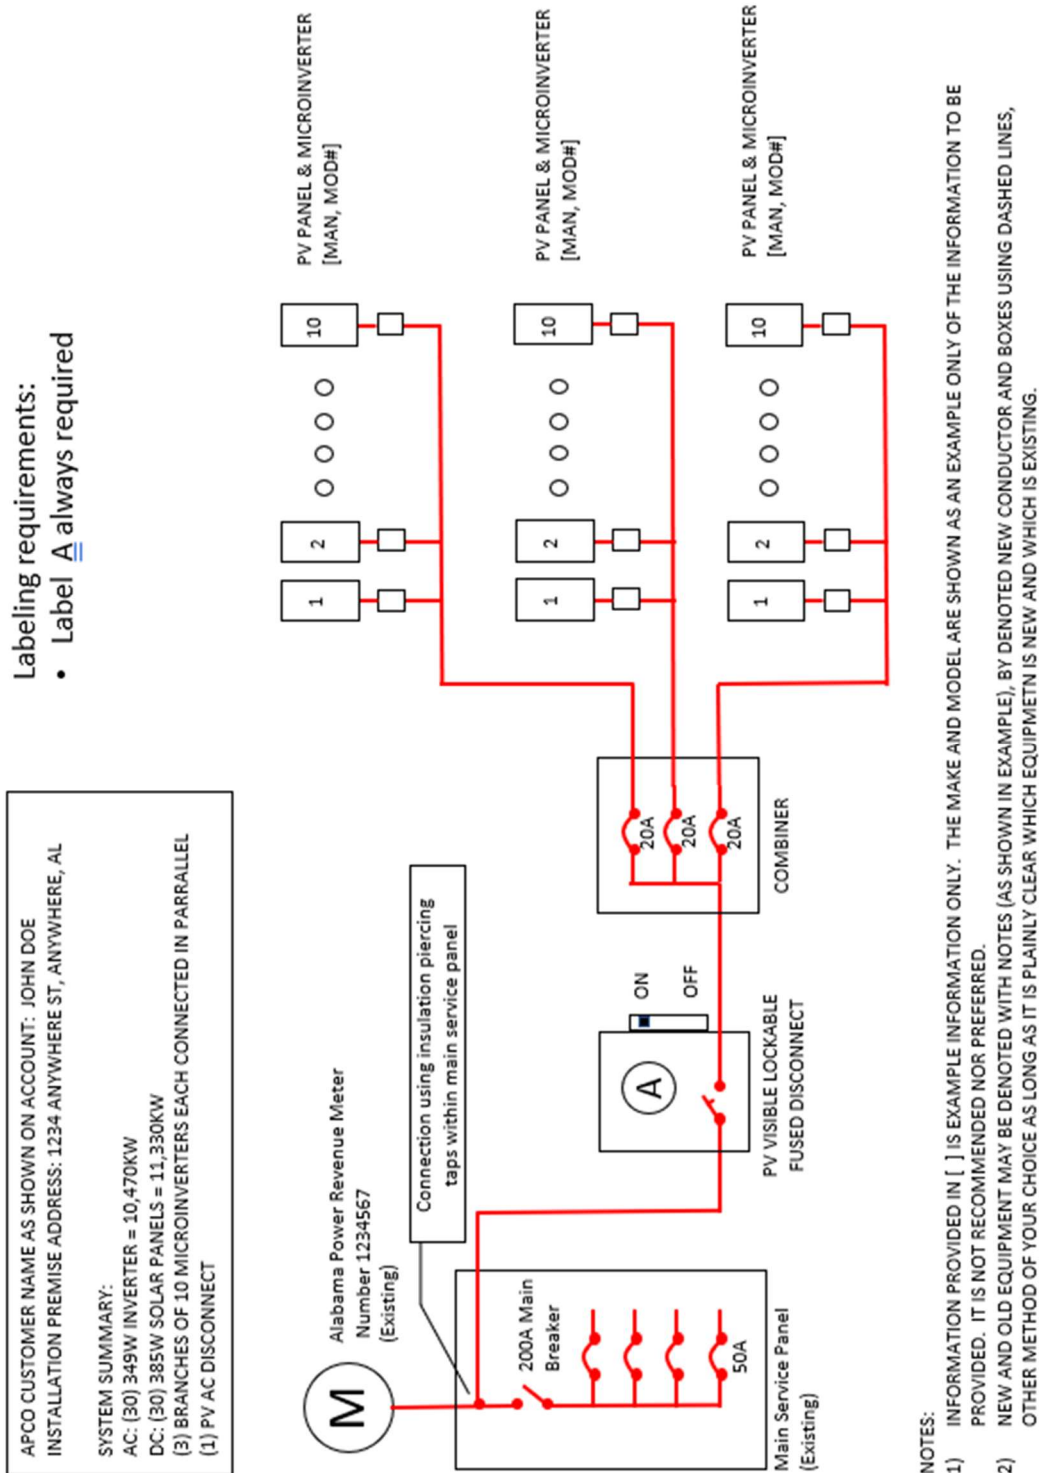 APCO CUSTOMER NAME AS SHOWN ON ACCOUNT: JOHN DOE
INSTALLATION PREMISE ADDRESS: 1234 ANYWHERE ST, ANYWHERE, AL
SYSTEM SUMMARY:
AC: (30) 349W INVERTER = 10,470KW
DC: (30) 385W SOLAR PANELS = 11,330KW
(3) BRANCHES OF 10 MICROINVERTERS EACH CONNECTED IN PARRALLEL
(1) PV AC DISCONNECT
Labeling requirements:
• Label A always required
M
Alabama Power Revenue Meter
Number 1234567
(Existing)
Connection using insulation piercing
taps within main service panel
200A Main
Breaker
50A
Main Service Panel
(Existing)
A
ON
OFF
PV VISIBLE LOCKABLE
FUSED DISCONNECT
20A
20A
20A
COMBINER
1
2
10
PV PANEL & MICROINVERTER
[MAN, MOD#]
1
2
10
PV PANEL & MICROINVERTER
[MAN, MOD#]
1
2
10
PV PANEL & MICROINVERTER
[MAN, MOD#]
NOTES:
1) INFORMATION PROVIDED IN [ ] IS EXAMPLE INFORMATION ONLY. THE MAKE AND MODEL ARE SHOWN AS AN EXAMPLE ONLY OF THE INFORMATION TO BE
PROVIDED. IT IS NOT RECOMMENDED NOR PREFERRED.
2) NEW AND OLD EQUIPMENT MAY BE DENOTED WITH NOTES (AS SHOWN IN EXAMPLE), BY DENOTED NEW CONDUCTOR AND BOXES USING DASHED LINES,
OTHER METHOD OF YOUR CHOICE AS LONG AS IT IS PLAINLY CLEAR WHICH EQUIPMETN IS NEW AND WHICH IS EXISTING.